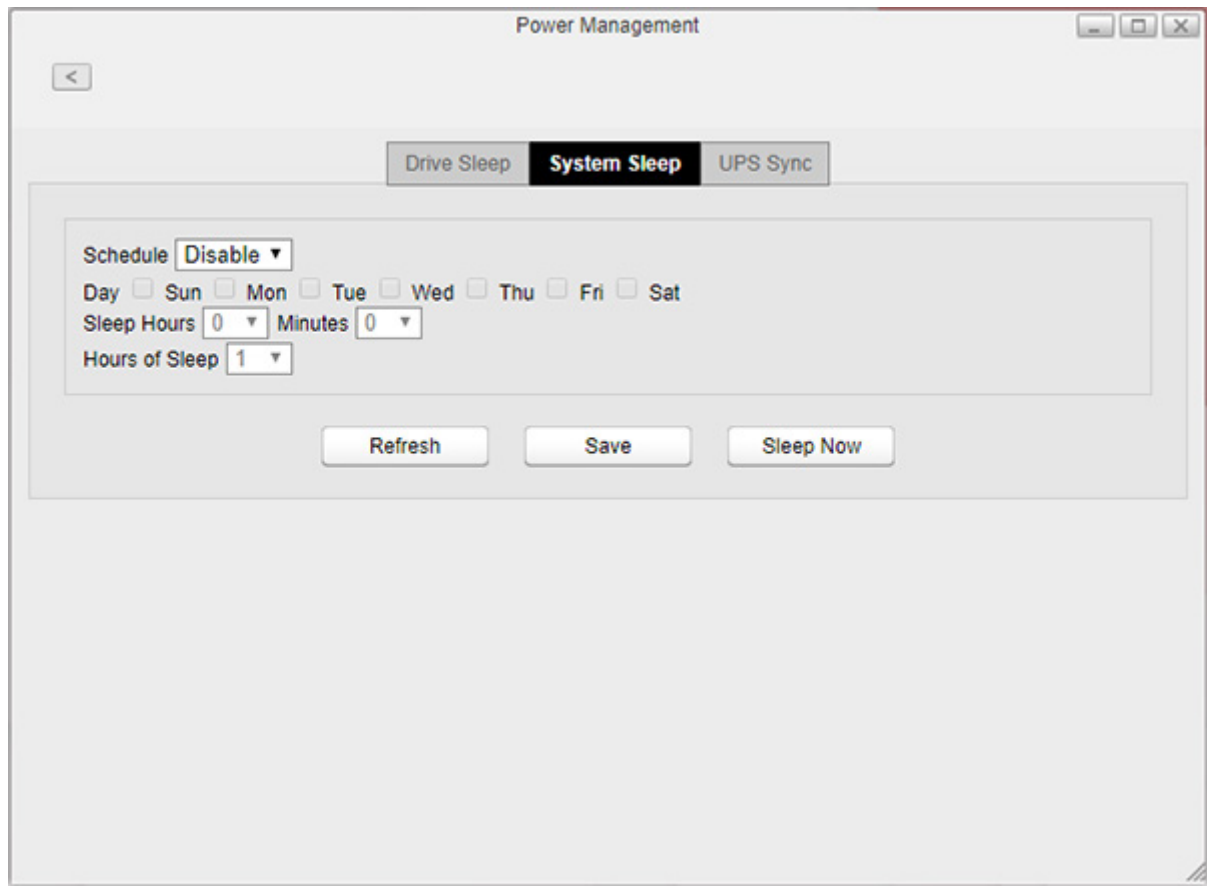 Power Management
<
Drive Sleep System Sleep UPS Sync
Schedule Disable
Day Sun Mon Tue Wed Thu Fri Sat
Sleep Hours 0 Minutes 0
Hours of Sleep 1
Refresh Save Sleep Now